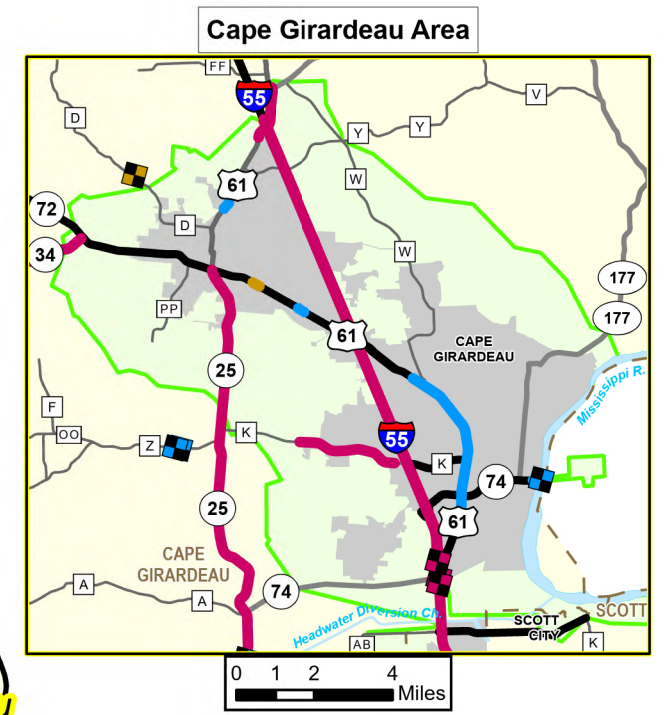 Cape Girardeau Area
FF
55
V
D
Y
Y
61
W
72
D
W
34
177
PP
61
177
CAPE
GIRARDEAU
25
Mississippi R.
F
OO
Z
K
55
K
74
25
61
CAPE
GIRARDEAU
A
A
74
SCOTT
Headwater Diversion Ch.
SCOTT
CITY
AB
K
0 1 2 4
Miles